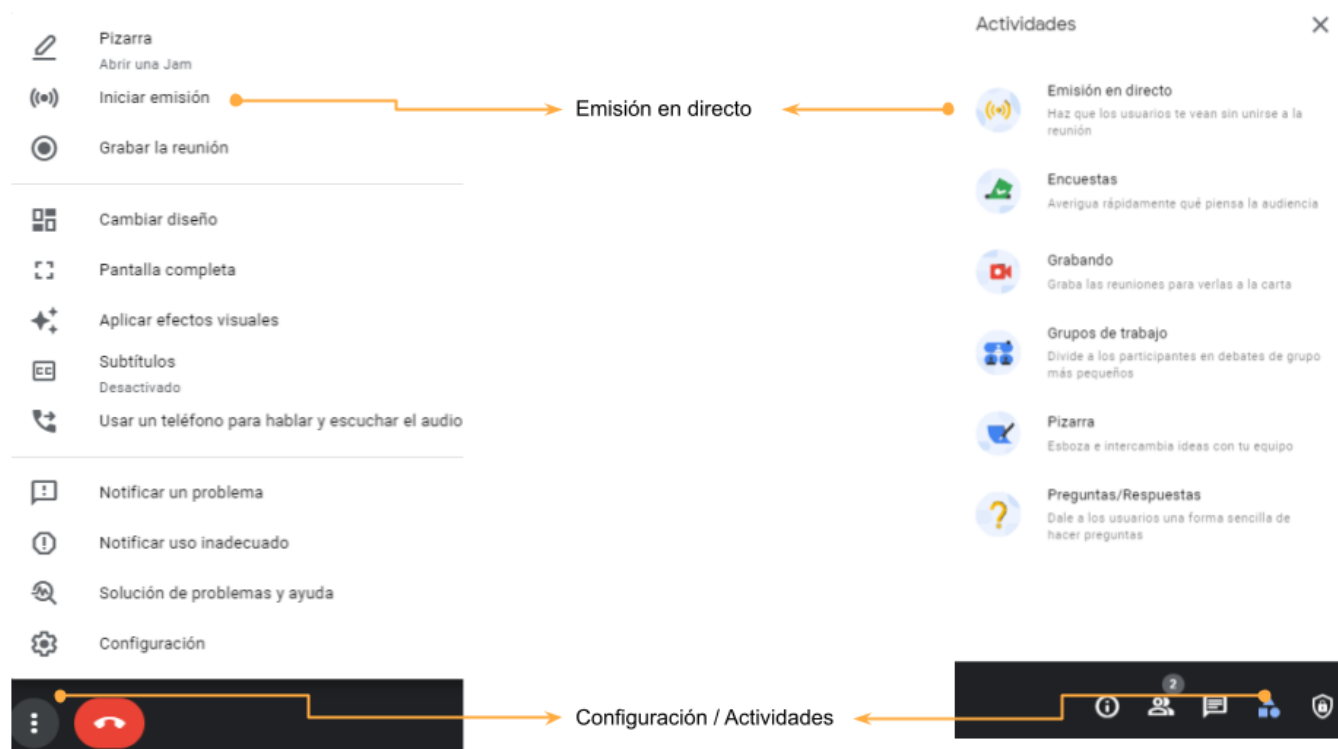 Pizarra
Abrir una Jam
Iniciar emisión
Grabar la reunión
Cambiar diseño
Pantalla completa
Aplicar efectos visuales
CC
Subtítulos
Desactivado
Usar un teléfono para hablar y escuchar el audio
Notificar un problema
Notificar uso inadecuado
Solución de problemas y ayuda
Configuración
Emisión en directo
Configuración / Actividades
Actividades
Emisión en directo
Haz que los usuarios te vean sin unirse a la
reunión
Encuestas
Averigua rápidamente qué piensa la audiencia
Grabando
Graba las reuniones para verlas a la carta
Grupos de trabajo
Divide a los participantes en debates de grupo
más pequeños
Pizarra
Esboza e intercambia ideas con tu equipo
Preguntas/Respuestas
Dale a los usuarios una forma sencilla de
hacer preguntas
2